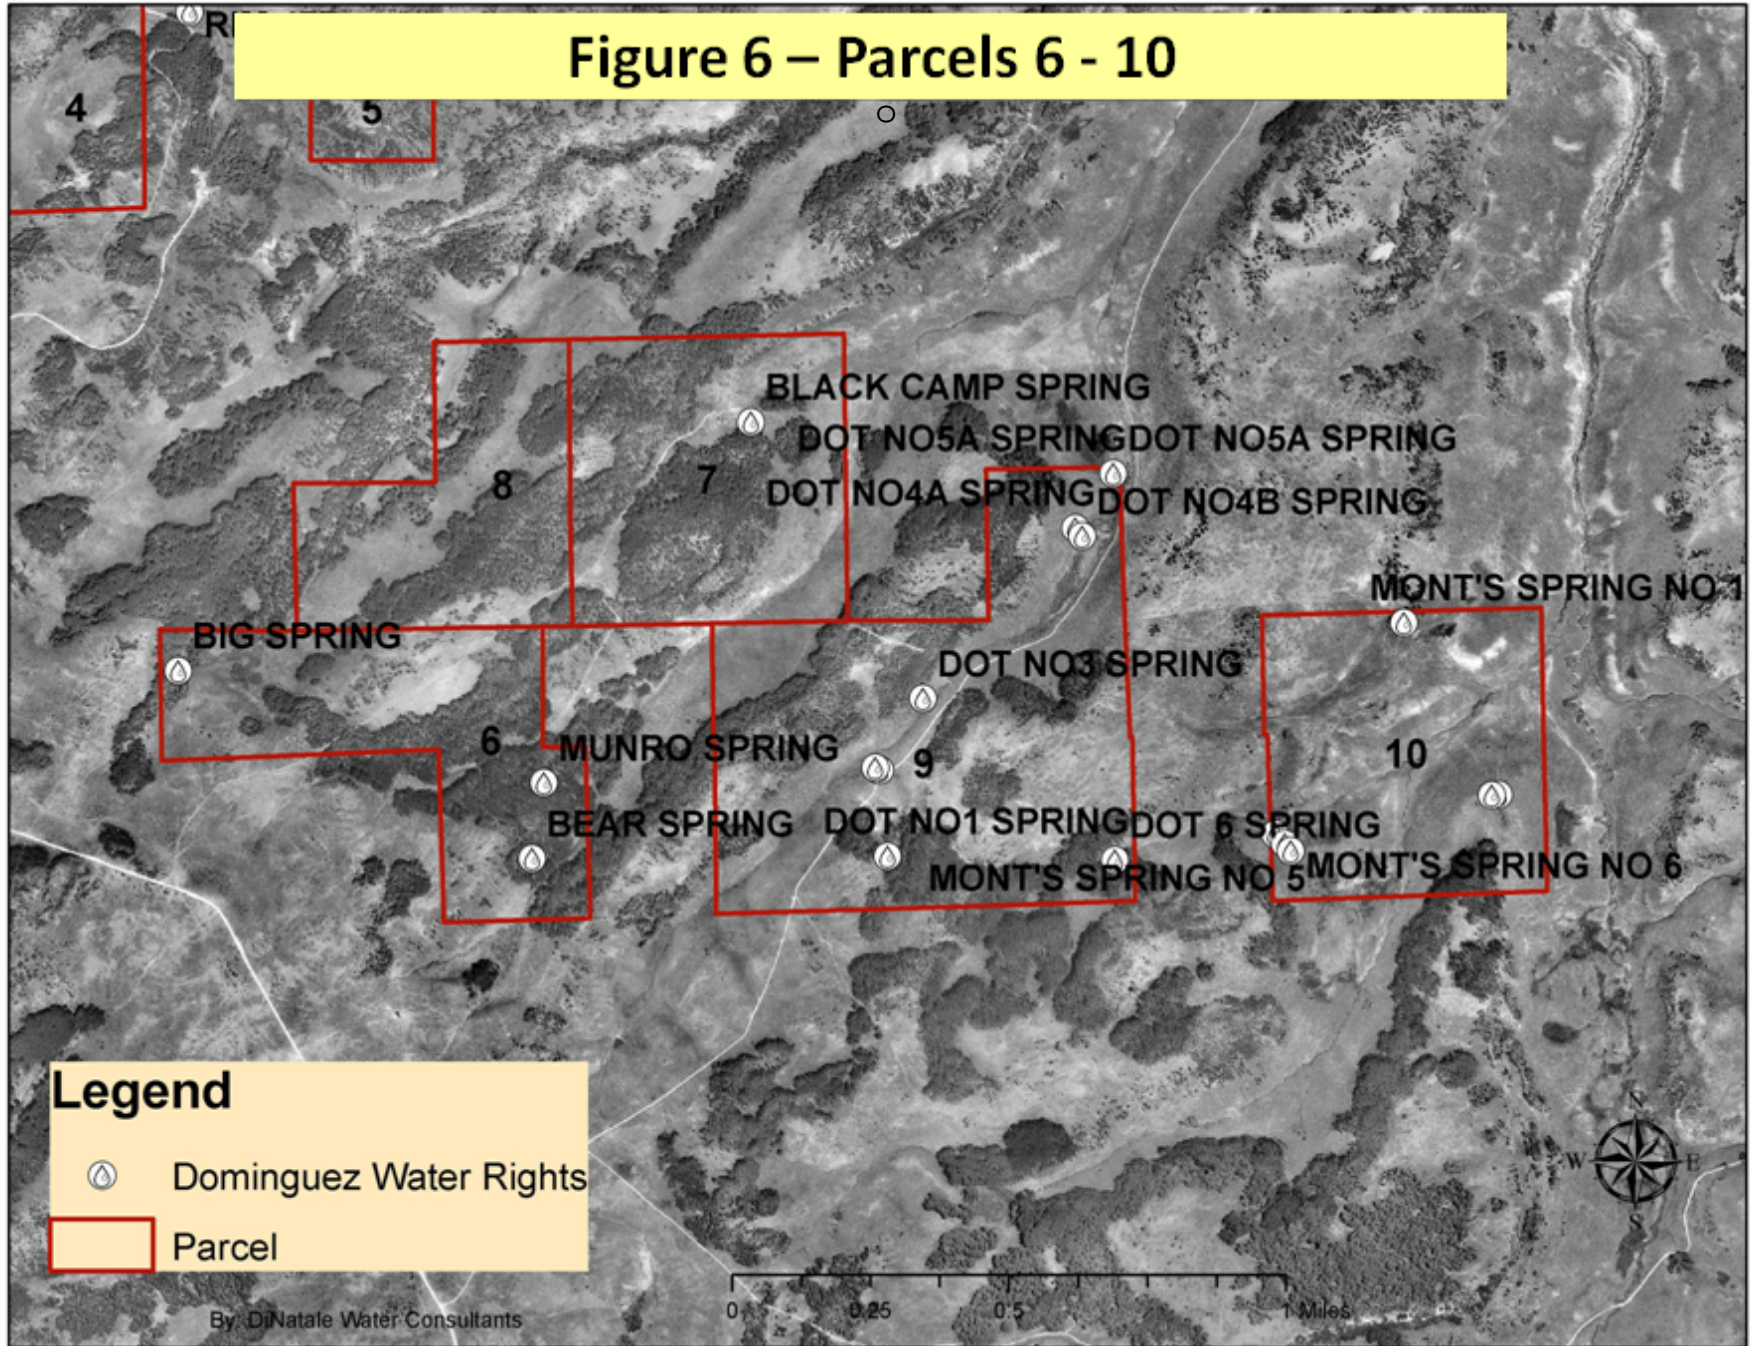 Figure 6 – Parcels 6 - 10
4
5
BLACK CAMP SPRING
DOT NO5A SPRING
DOT NO5A SPRING
8
7
DOT NO4A SPRING
DOT NO4B SPRING
MONT'S SPRING NO 1
BIG SPRING
DOT NO3 SPRING
6
MUNRO SPRING
9
10
BEAR SPRING
DOT NO1 SPRING
DOT 6 SPRING
MONT'S SPRING NO 5
MONT'S SPRING NO 6
Legend
Dominguez Water Rights
Parcel
N
W
E
S
0 0.25 0.5 1 Miles
By: DiNatale Water Consultants